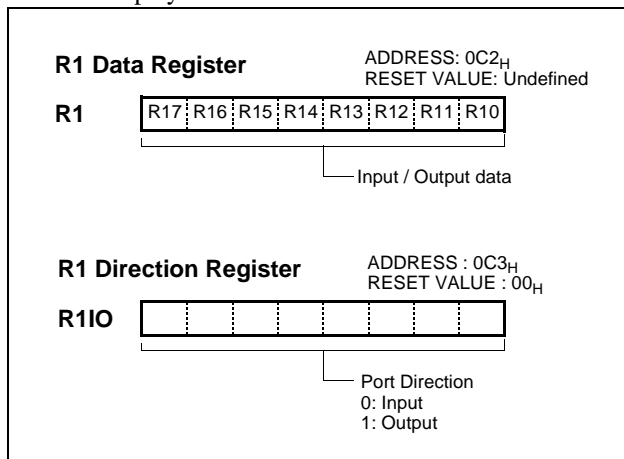 R1 Data Register
ADDRESS: 0C2H
RESET VALUE: Undefined
R1
R17 R16 R15 R14 R13 R12 R11 R10
Input / Output data
R1 Direction Register
ADDRESS : 0C3H
RESET VALUE : 00H
R1IO
Port Direction
0: Input
1: Output